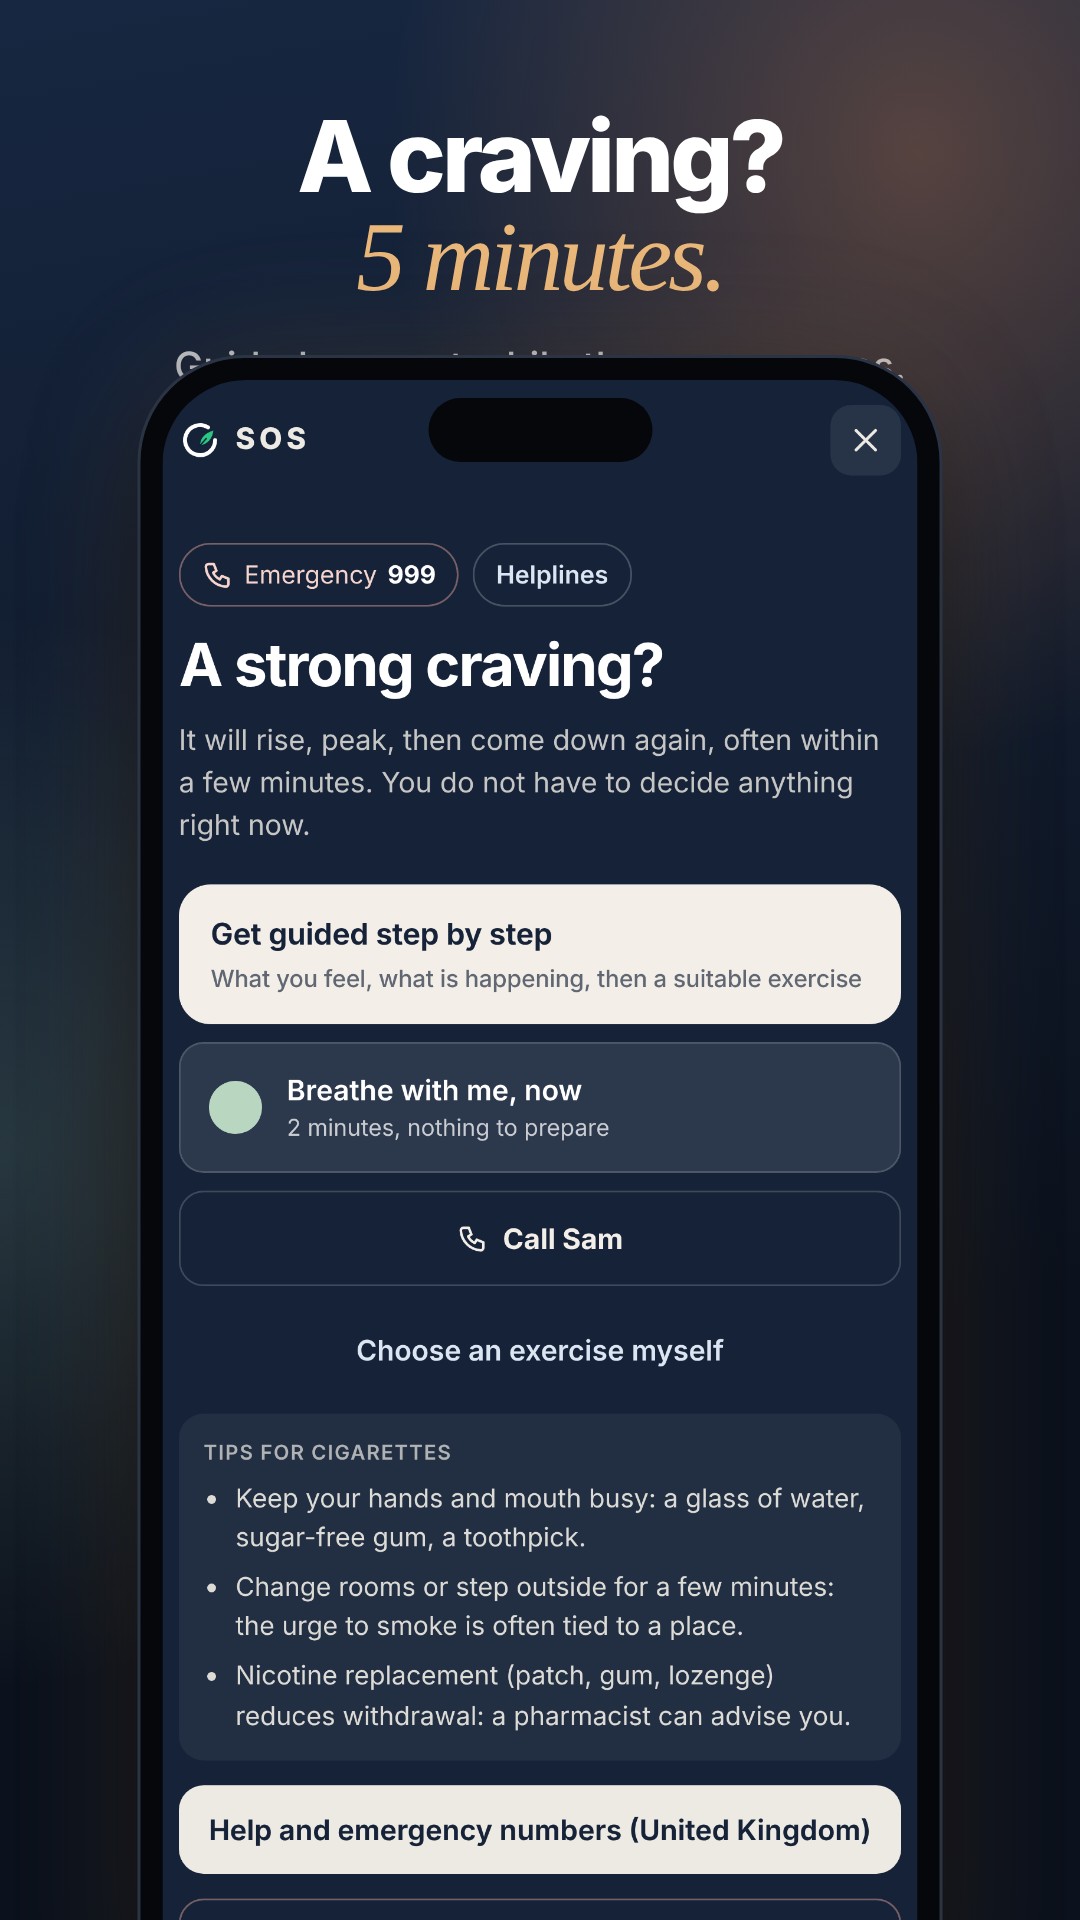 A craving?
5 minutes.
SOS
Emergency 999
Helplines
A strong craving?
It will rise, peak, then come down again, often within
a few minutes. You do not have to decide anything
right now.
Get guided step by step
What you feel, what is happening, then a suitable exercise
Breathe with me, now
2 minutes, nothing to prepare
Call Sam
Choose an exercise myself
TIPS FOR CIGARETTES
• Keep your hands and mouth busy: a glass of water,
sugar-free gum, a toothpick.
• Change rooms or step outside for a few minutes:
the urge to smoke is often tied to a place.
• Nicotine replacement (patch, gum, lozenge)
reduces withdrawal: a pharmacist can advise you.
Help and emergency numbers (United Kingdom)